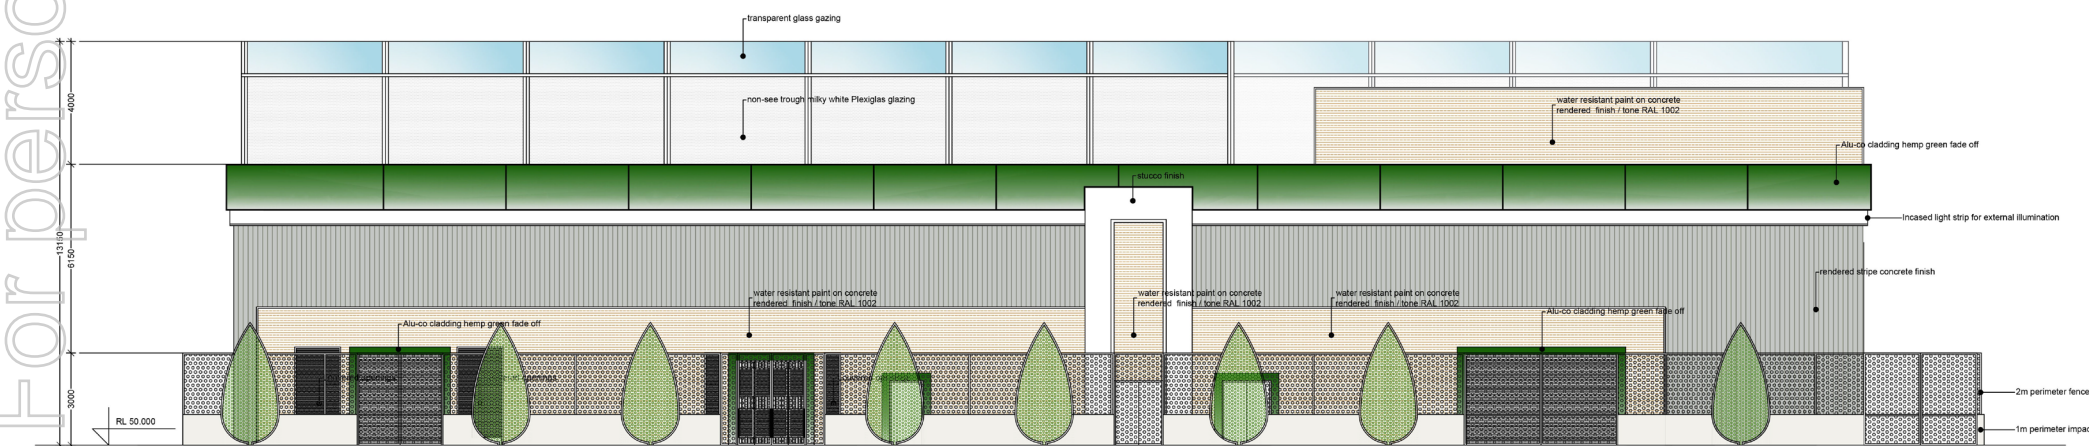 For perso
transparent glass gazing
4000
non-see trough milky white Plexiglas glazing
water resistant paint on concrete
rendered finish / tone RAL 1002
Alu-co cladding hemp green fade off
stucco finish
Incased light strip for external illumination
13150
6150
rendered stripe concrete finish
water resistant paint on concrete
rendered finish / tone RAL 1002
water resistant paint on concrete
rendered finish / tone RAL 1002
water resistant paint on concrete
rendered finish / tone RAL 1002
Alu-co cladding hemp green fade off
Alu-co cladding hemp green fade off
3000
2m perimeter fence
RL 50.000
1m perimeter impac